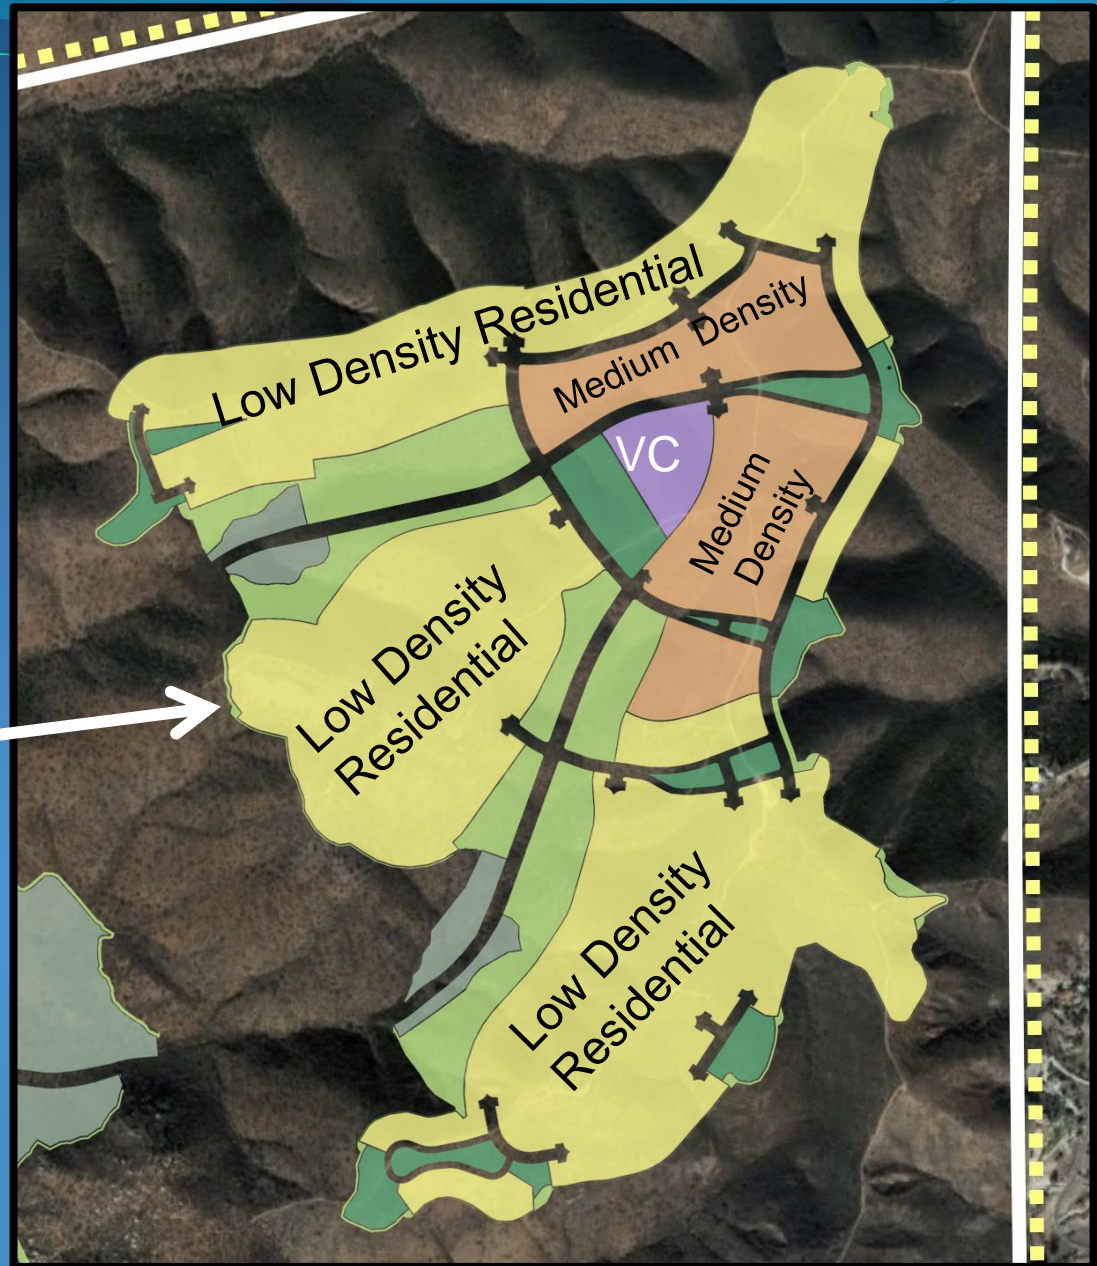 Low Density Residential
Medium Density
VC
Medium
Density
Low Density
Residential
Low Density
Residential